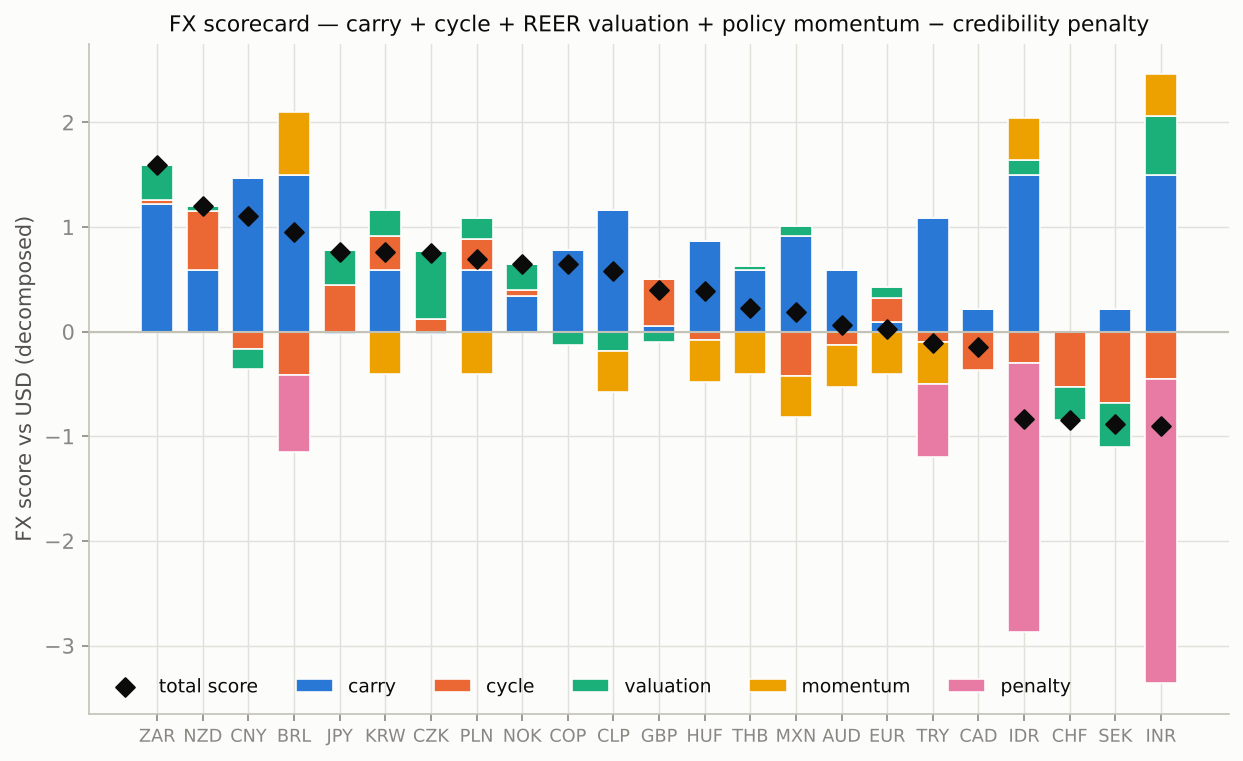 FX scorecard — carry + cycle + REER valuation + policy momentum − credibility penalty
FX score vs USD (decomposed)
2
1
0
−1
−2
−3
total score
carry
cycle
valuation
momentum
penalty
ZAR NZD CNY BRL JPY KRW CZK PLN NOK COP CLP GBP HUF THB MXN AUD EUR TRY CAD IDR CHF SEK INR